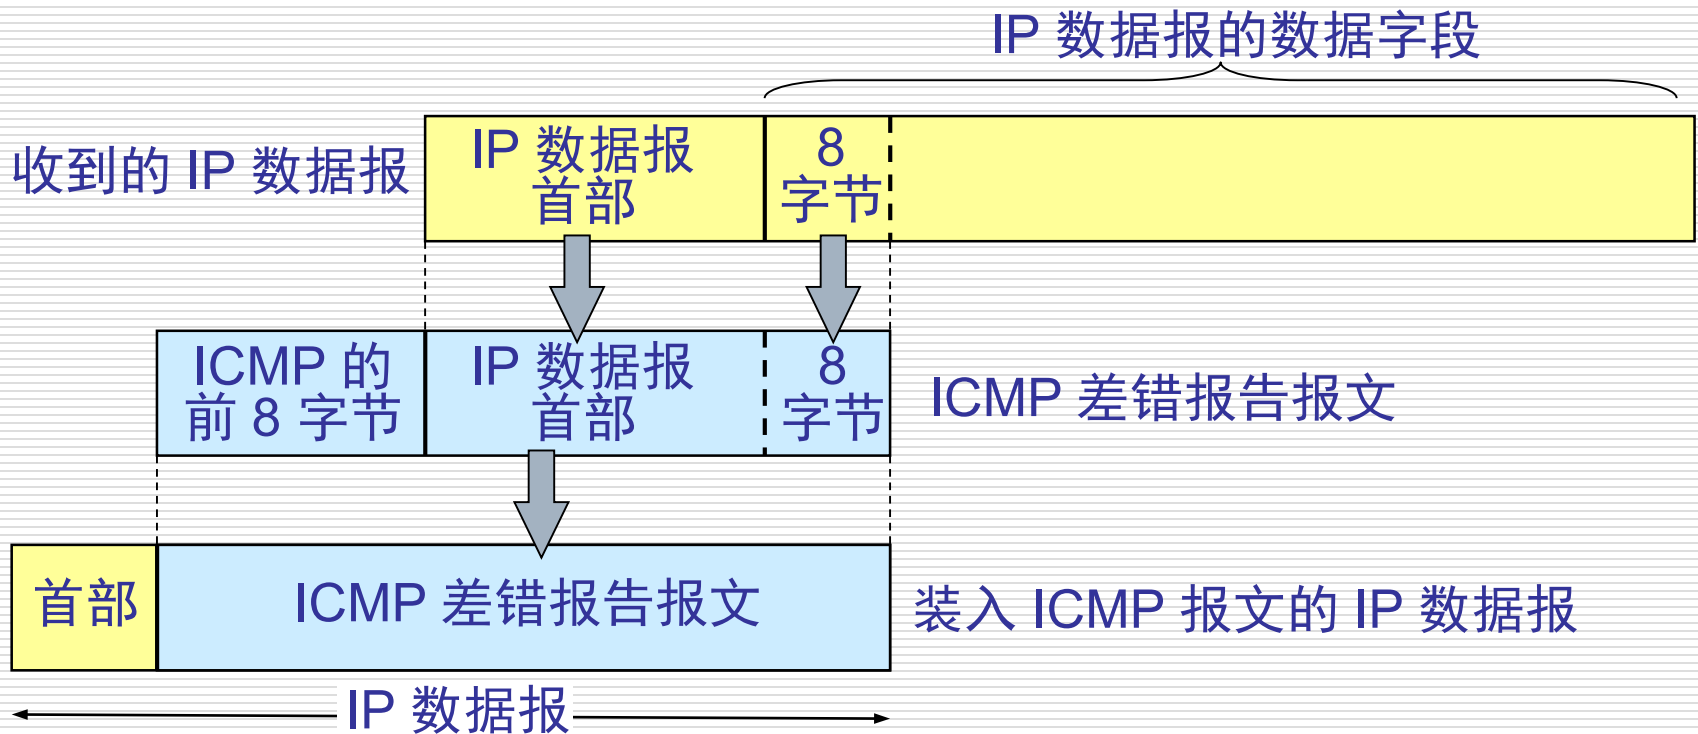 IP 数据报的数据字段
收到的 IP 数据报
IP 数据报
首部
8
字节
ICMP 的
前 8 字节
IP 数据报
首部
8
字节
ICMP 差错报告报文
首部
ICMP 差错报告报文
装入 ICMP 报文的 IP 数据报
IP 数据报